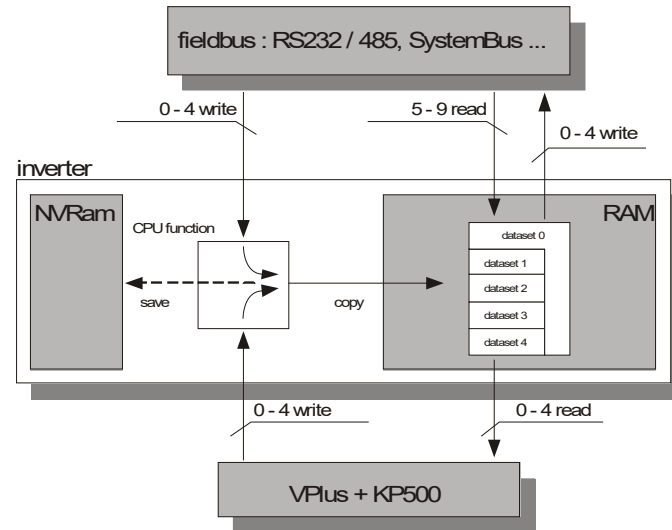 fieldbus : RS232 / 485, SystemBus ...
0 - 4 write
5 - 9 read
0 - 4 write
inverter
NVRam
CPU function
RAM
dataset 0
dataset 1
dataset 2
dataset 3
dataset 4
save
copy
0 - 4 write
0 - 4 read
VPlus + KP500